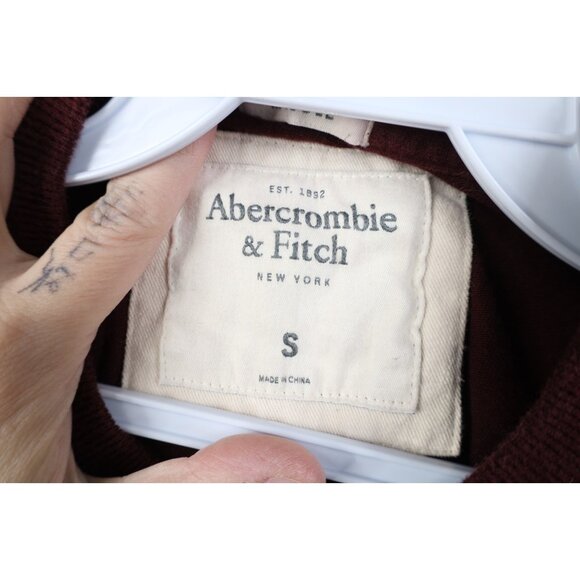 EST. 1892
Abercrombie
& Fitch
NEW YORK
S
MADE IN CHINA